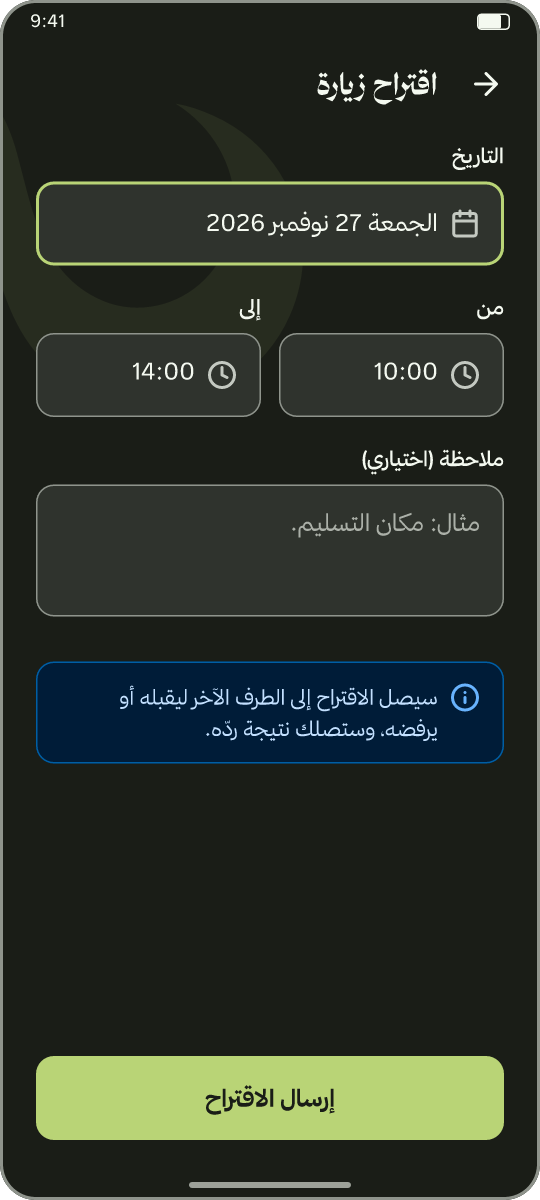 9:41
اقتراح زيارة
التاريخ
الجمعة 27 نوفمبر 2026
من
إلى
10:00
14:00
ملاحظة (اختياري)
مثال: مكان التسليم.
سيصل الاقتراح إلى الطرف الآخر ليقبله أو
يرفضه، وستصلك نتيجة ردّه.
إرسال الاقتراح